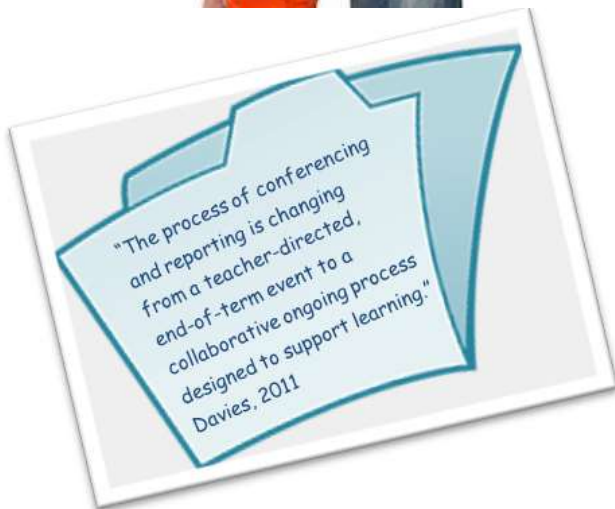 “The process of conferencing
and reporting is changing
from a teacher-directed,
end-of-term event to a
collaborative ongoing process
designed to support learning.”
Davies, 2011